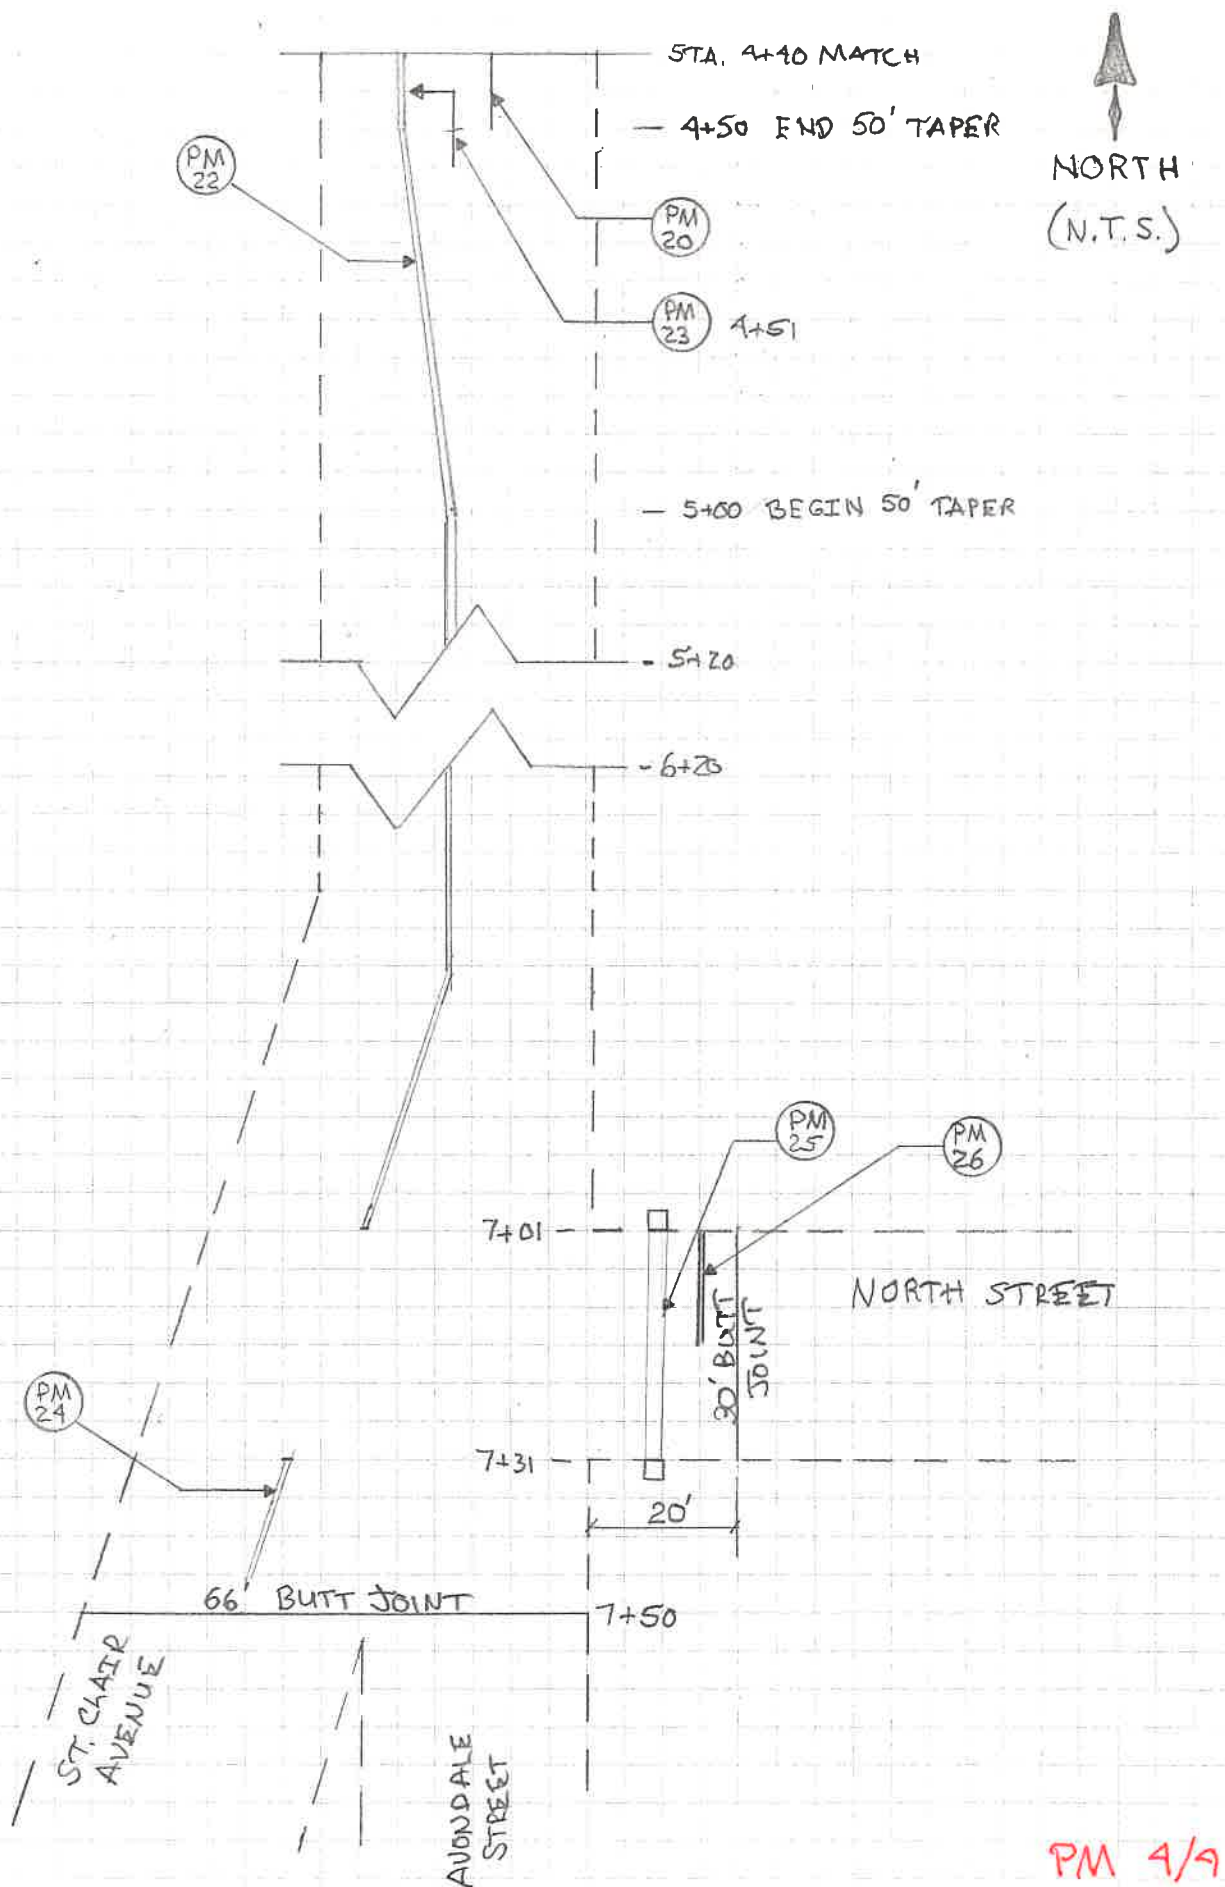 STA. 4+40 MATCH
4+50 END 50' TAPER
NORTH
(N.T.S.)
PM
22
PM
20
PM
23
4+51
5+00 BEGIN 50' TAPER
5+20
6+20
PM
25
PM
26
7+01
NORTH STREET
30' BUTT
JOINT
PM
24
7+31
20'
66' BUTT JOINT
7+50
ST. CLAIR
AVENUE
AVONDALE
STREET
PM 4/4